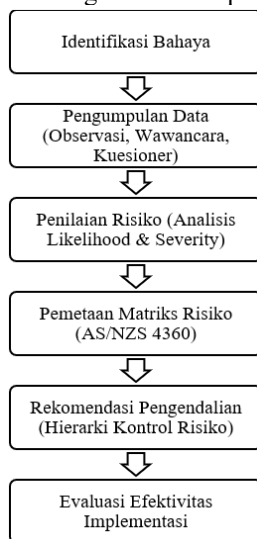 Identifikasi Bahaya
Pengumpulan Data
(Observasi, Wawancara,
Kuesioner)
Penilaian Risiko (Analisis
Likelihood & Severity)
Pemetaan Matriks Risiko
(AS/NZS 4360)
Rekomendasi Pengendalian
(Hierarki Kontrol Risiko)
Evaluasi Efektivitas
Implementasi